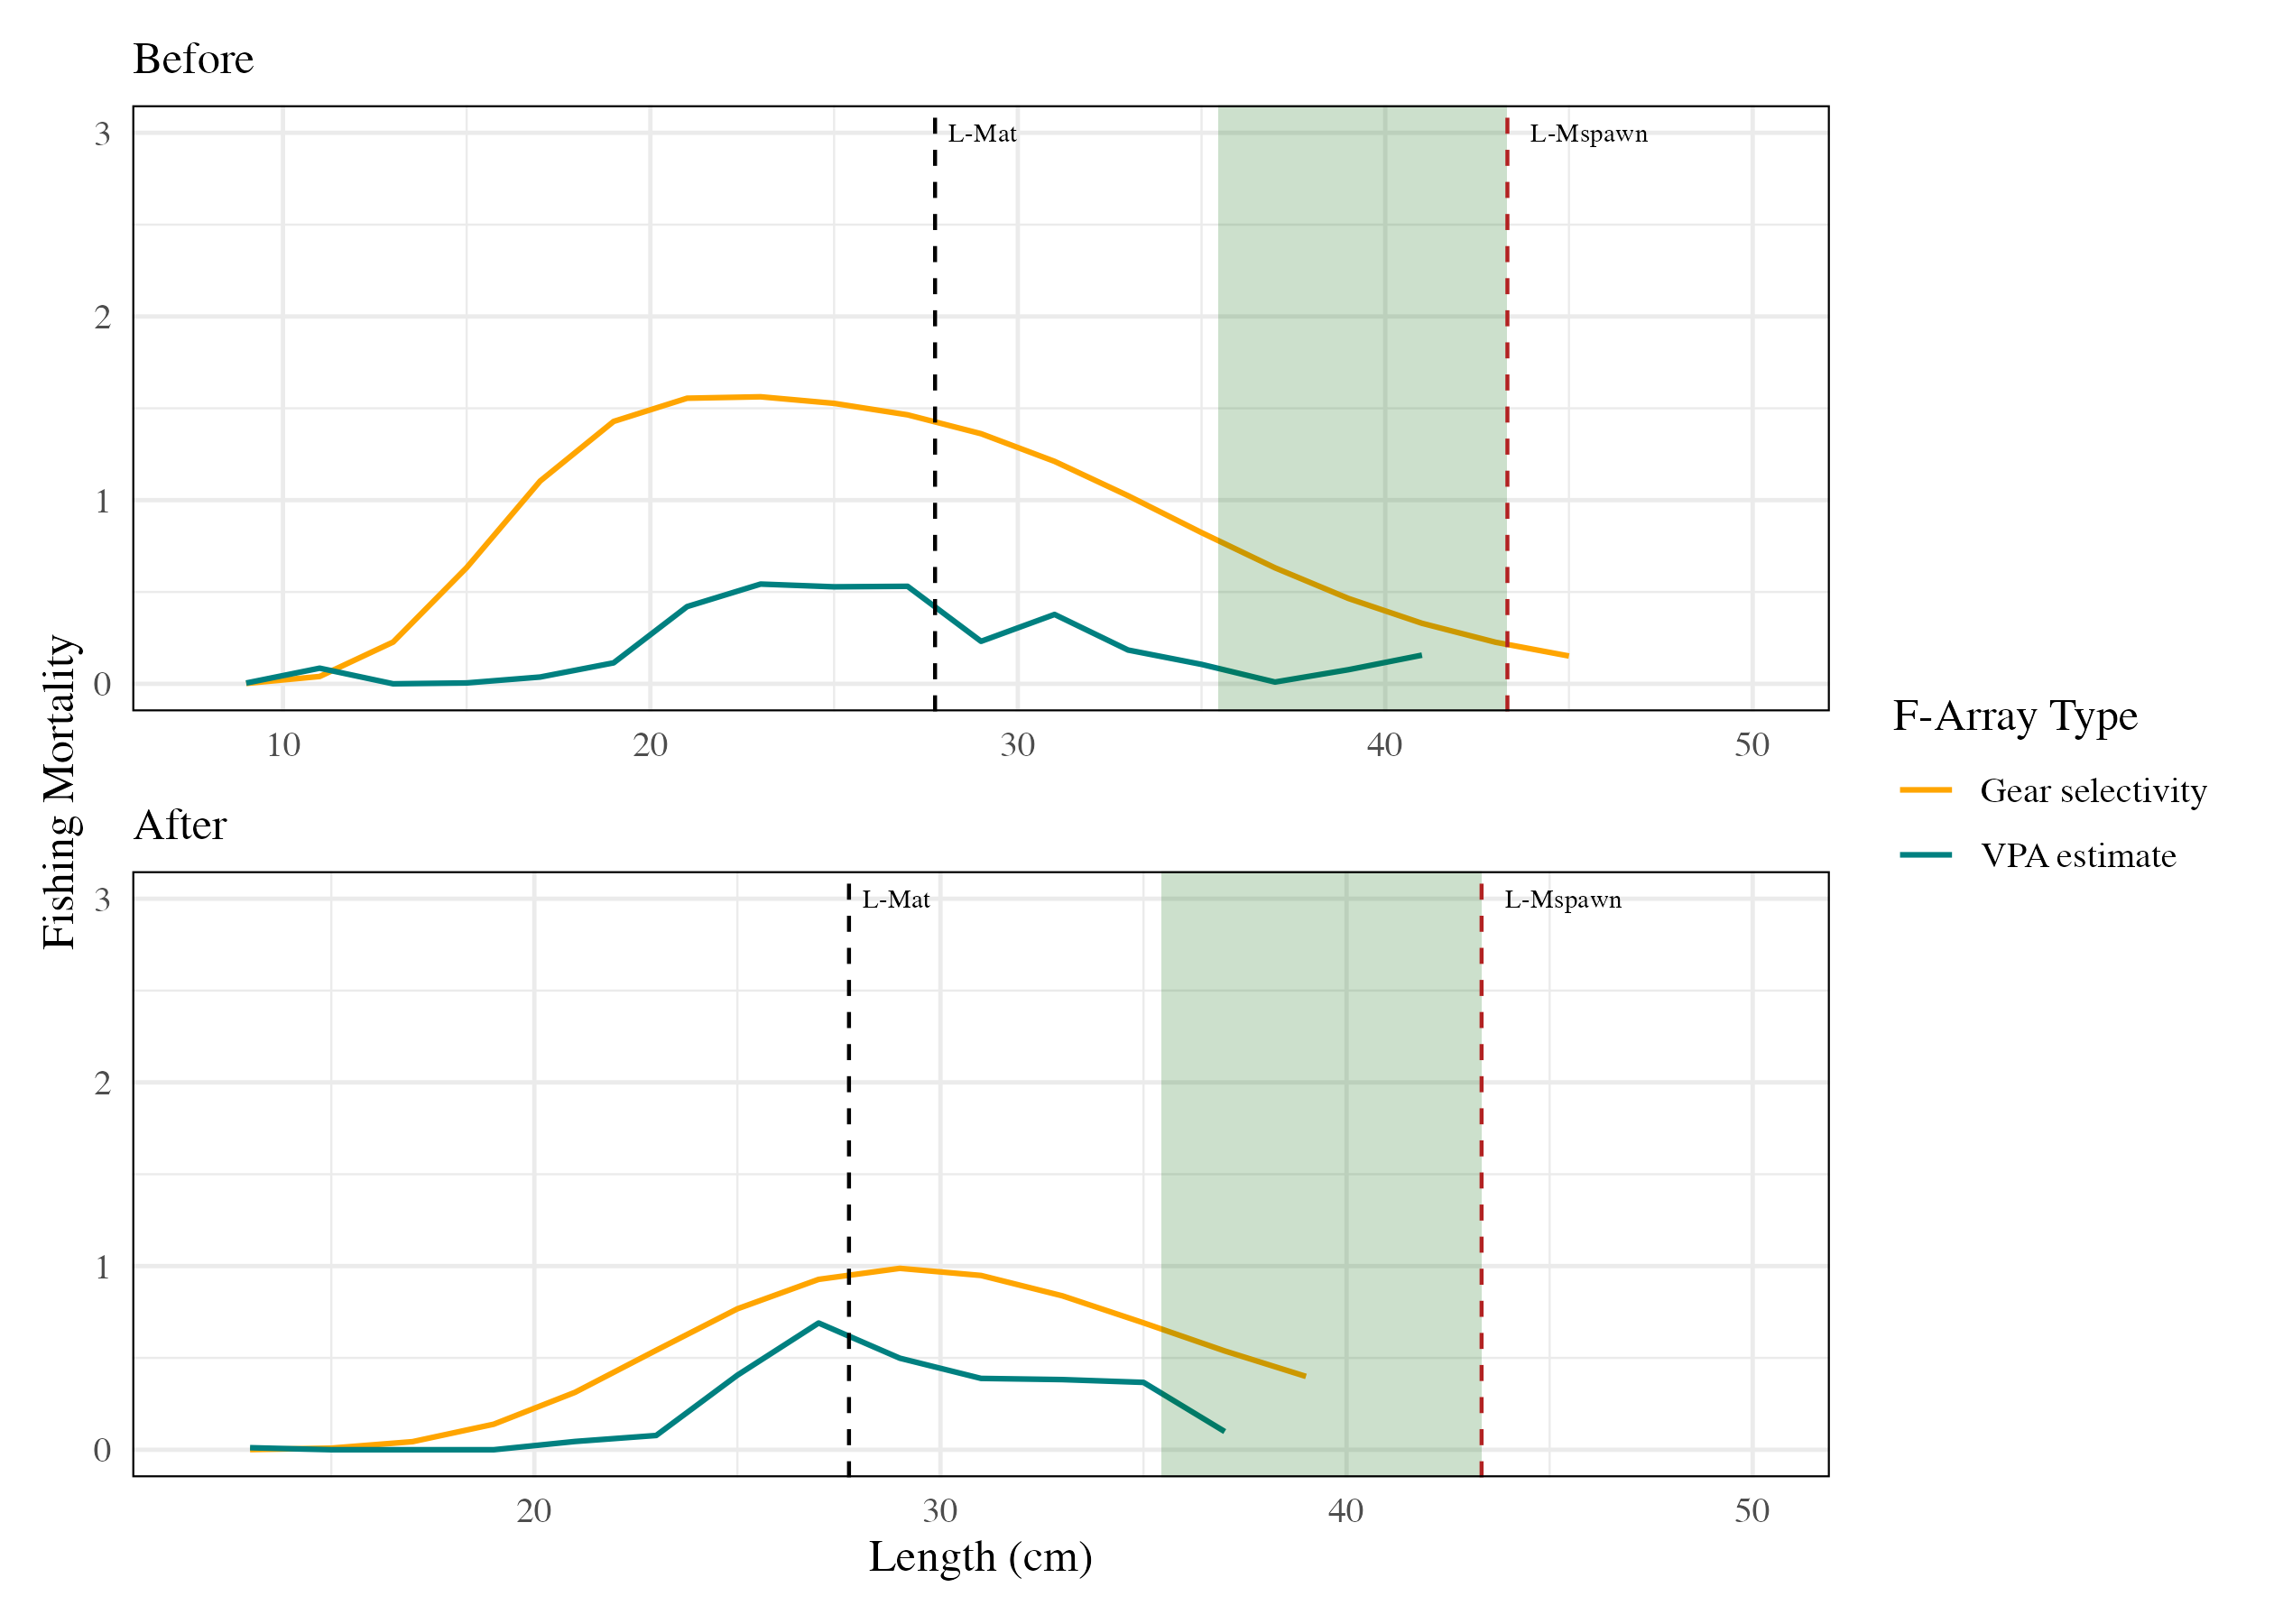 Before
3
2
1
0
L-Mat
L-Mspawn
10
20
30
40
50
Fishing Mortality
After
3
2
1
0
L-Mat
L-Mspawn
20
30
40
50
Length (cm)
F-Array Type
Gear selectivity
VPA estimate